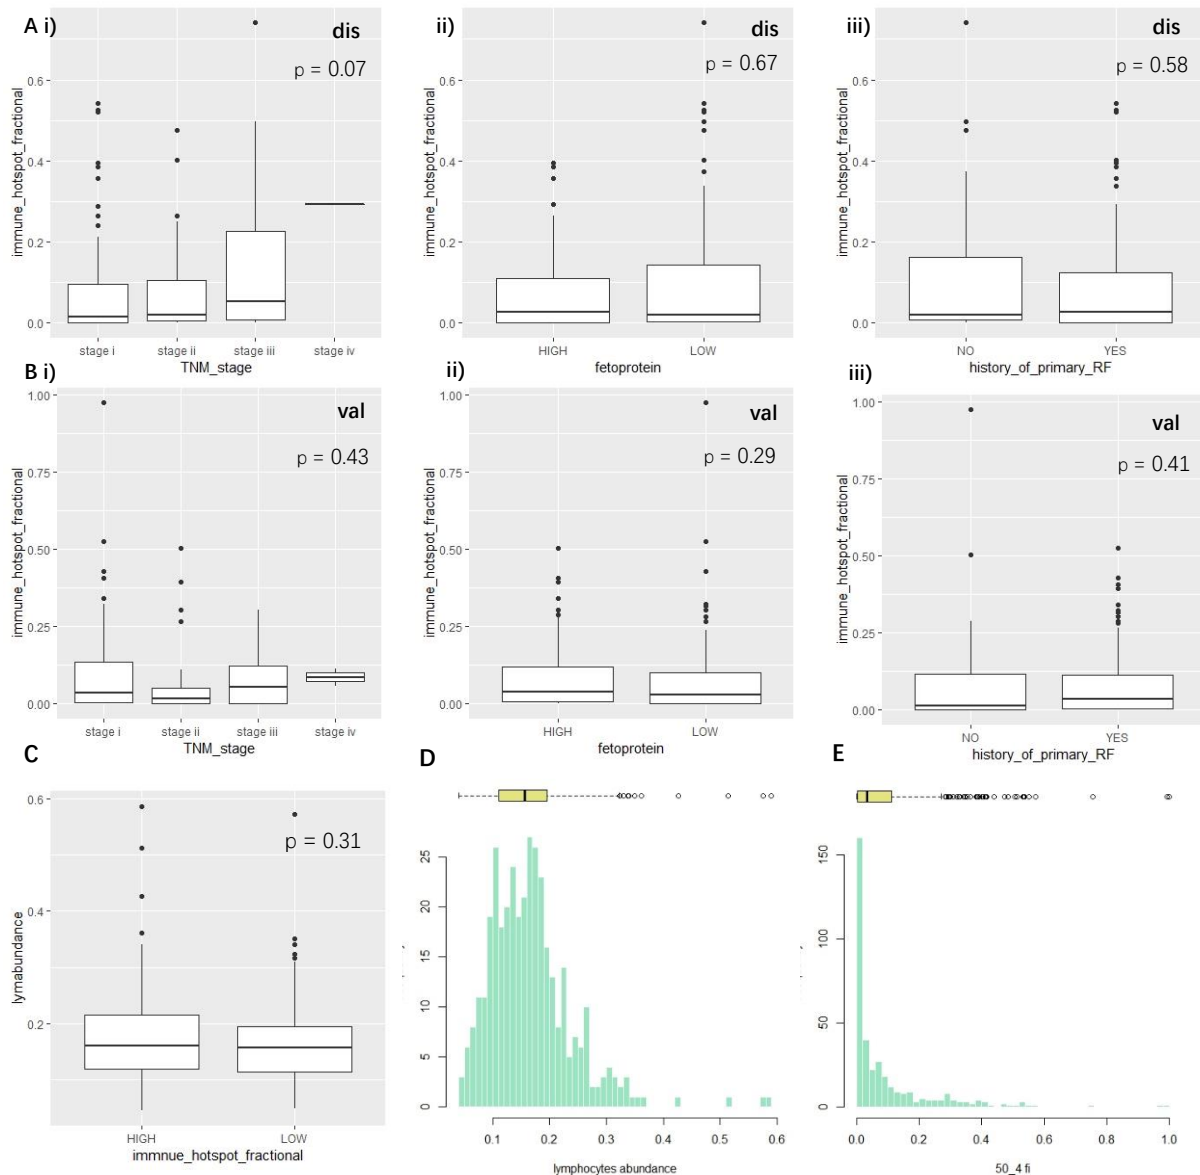 A i)
dis
p = 0.07
immune_hotspot_fractional
0.6
0.4
0.2
0.0
stage i
stage ii
stage iii
stage iv
TNM_stage
ii)
dis
p = 0.67
immune_hotspot_fractional
0.6
0.4
0.2
0.0
HIGH
LOW
fetoprotein
iii)
dis
p = 0.58
immune_hotspot_fractional
0.6
0.4
0.2
0.0
NO
YES
history_of_primary_RF
B i)
val
p = 0.43
immune_hotspot_fractional
1.00
0.75
0.50
0.25
0.00
stage i
stage ii
stage iii
stage iv
TNM_stage
ii)
val
p = 0.29
immune_hotspot_fractional
1.00
0.75
0.50
0.25
0.00
HIGH
LOW
fetoprotein
iii)
val
p = 0.41
immune_hotspot_fractional
1.00
0.75
0.50
0.25
0.00
NO
YES
history_of_primary_RF
C
p = 0.31
lymabundance
0.6
0.4
0.2
HIGH
LOW
immnue_hotspot_fractional
D
25
20
15
10
5
0
0.1
0.2
0.3
0.4
0.5
0.6
lymphocytes abundance
E
150
100
50
0
0.0
0.2
0.4
0.6
0.8
1.0
50_4 fi